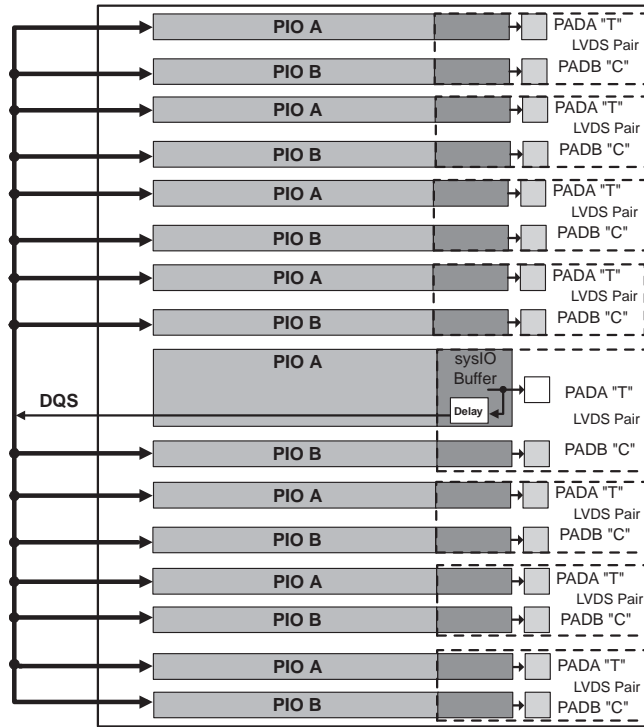 PIO A
PADA "T"
LVDS Pair
PIO B
PADB "C"
PIO A
PADA "T"
LVDS Pair
PIO B
PADB "C"
PIO A
PADA "T"
LVDS Pair
PIO B
PADB "C"
PIO A
PADA "T"
LVDS Pair
PIO B
PADB "C"
PIO A
sysIO
Buffer
PADA "T"
DQS
Delay
LVDS Pair
PIO B
PADB "C"
PIO A
PADA "T"
LVDS Pair
PIO B
PADB "C"
PIO A
PADA "T"
LVDS Pair
PIO B
PADB "C"
PIO A
PADA "T"
LVDS Pair
PIO B
PADB "C"